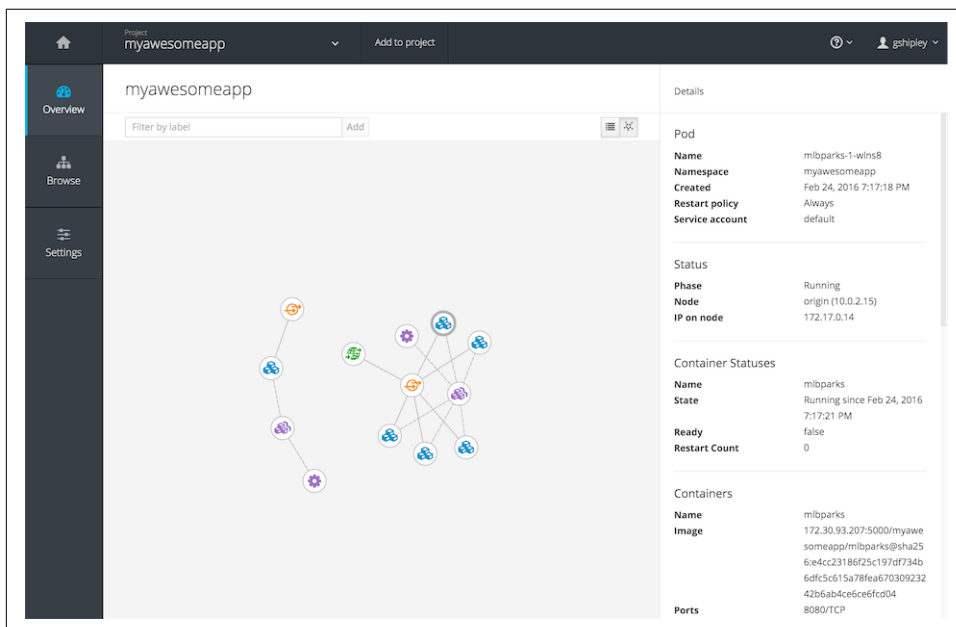 Project
myawesomeapp
Add to project
gshipley
Overview
Browse
Settings
myawesomeapp
Filter by label
Add
Details
Pod
Name mlbparks-1-wlns8
Namespace myawesomeapp
Created Feb 24, 2016 7:17:18 PM
Restart policy Always
Service account default
Status
Phase Running
Node origin (10.0.2.15)
IP on node 172.17.0.14
Container Statuses
Name mlbparks
State Running since Feb 24, 2016
7:17:21 PM
Ready false
Restart Count 0
Containers
Name mlbparks
Image 172.30.93.207:5000/myawe
someapp/mlbparks@sha25
6:e4cc23186f25c197df734b
6dfc5c615a78fea670309232
42b6ab4ce6ce6fcd04
Ports 8080/TCP